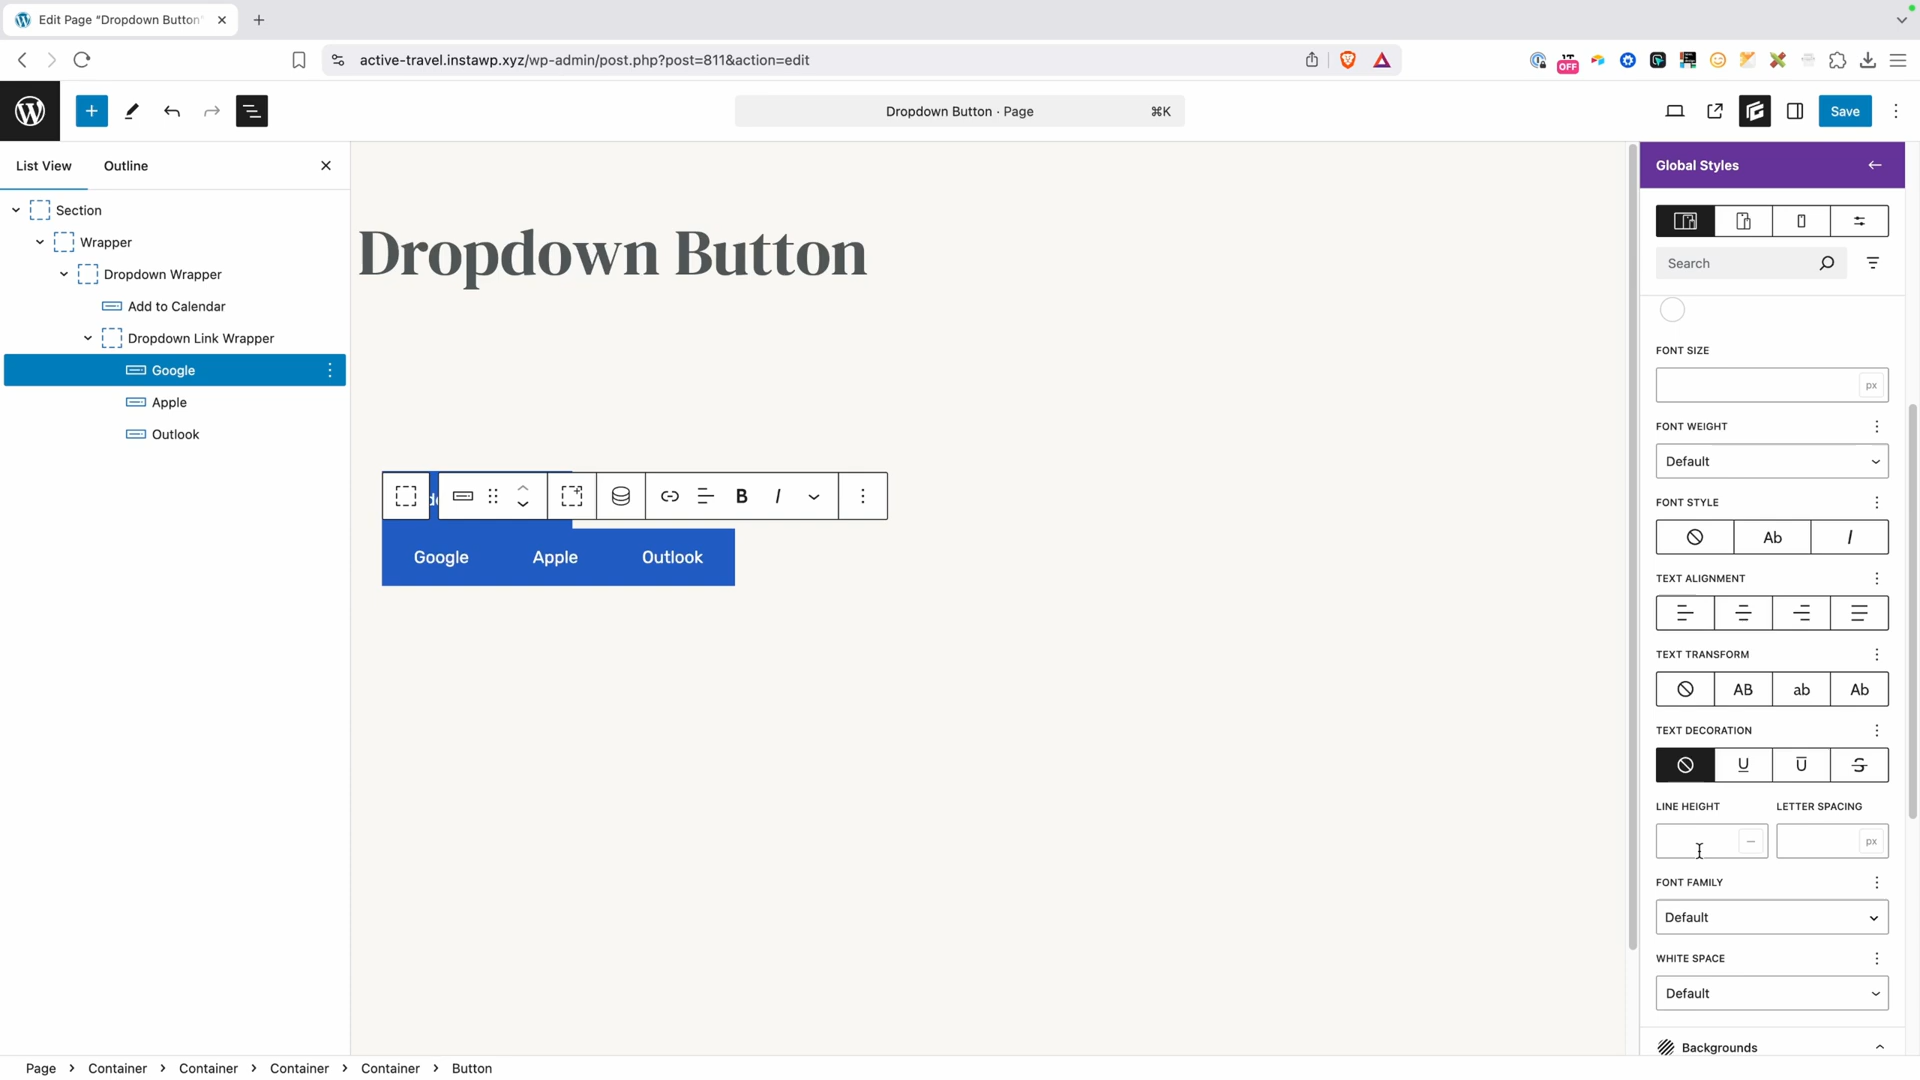 Edit Page “Dropdown Button”
active-travel.instawp.xyz/wp-admin/post.php?post=811&action=edit
OFF
Dropdown Button · Page ⌘K
Save
List View Outline
Section
Wrapper
Dropdown Wrapper
Add to Calendar
Dropdown Link Wrapper
Google
Apple
Outlook
Dropdown Button
B I
Google Apple Outlook
Global Styles
Search
FONT SIZE
px
FONT WEIGHT
Default
FONT STYLE
Ab I
TEXT ALIGNMENT
TEXT TRANSFORM
AB ab Ab
TEXT DECORATION
U U S
LINE HEIGHT LETTER SPACING
px
FONT FAMILY
Default
WHITE SPACE
Default
Backgrounds
Page Container Container Container Container Button